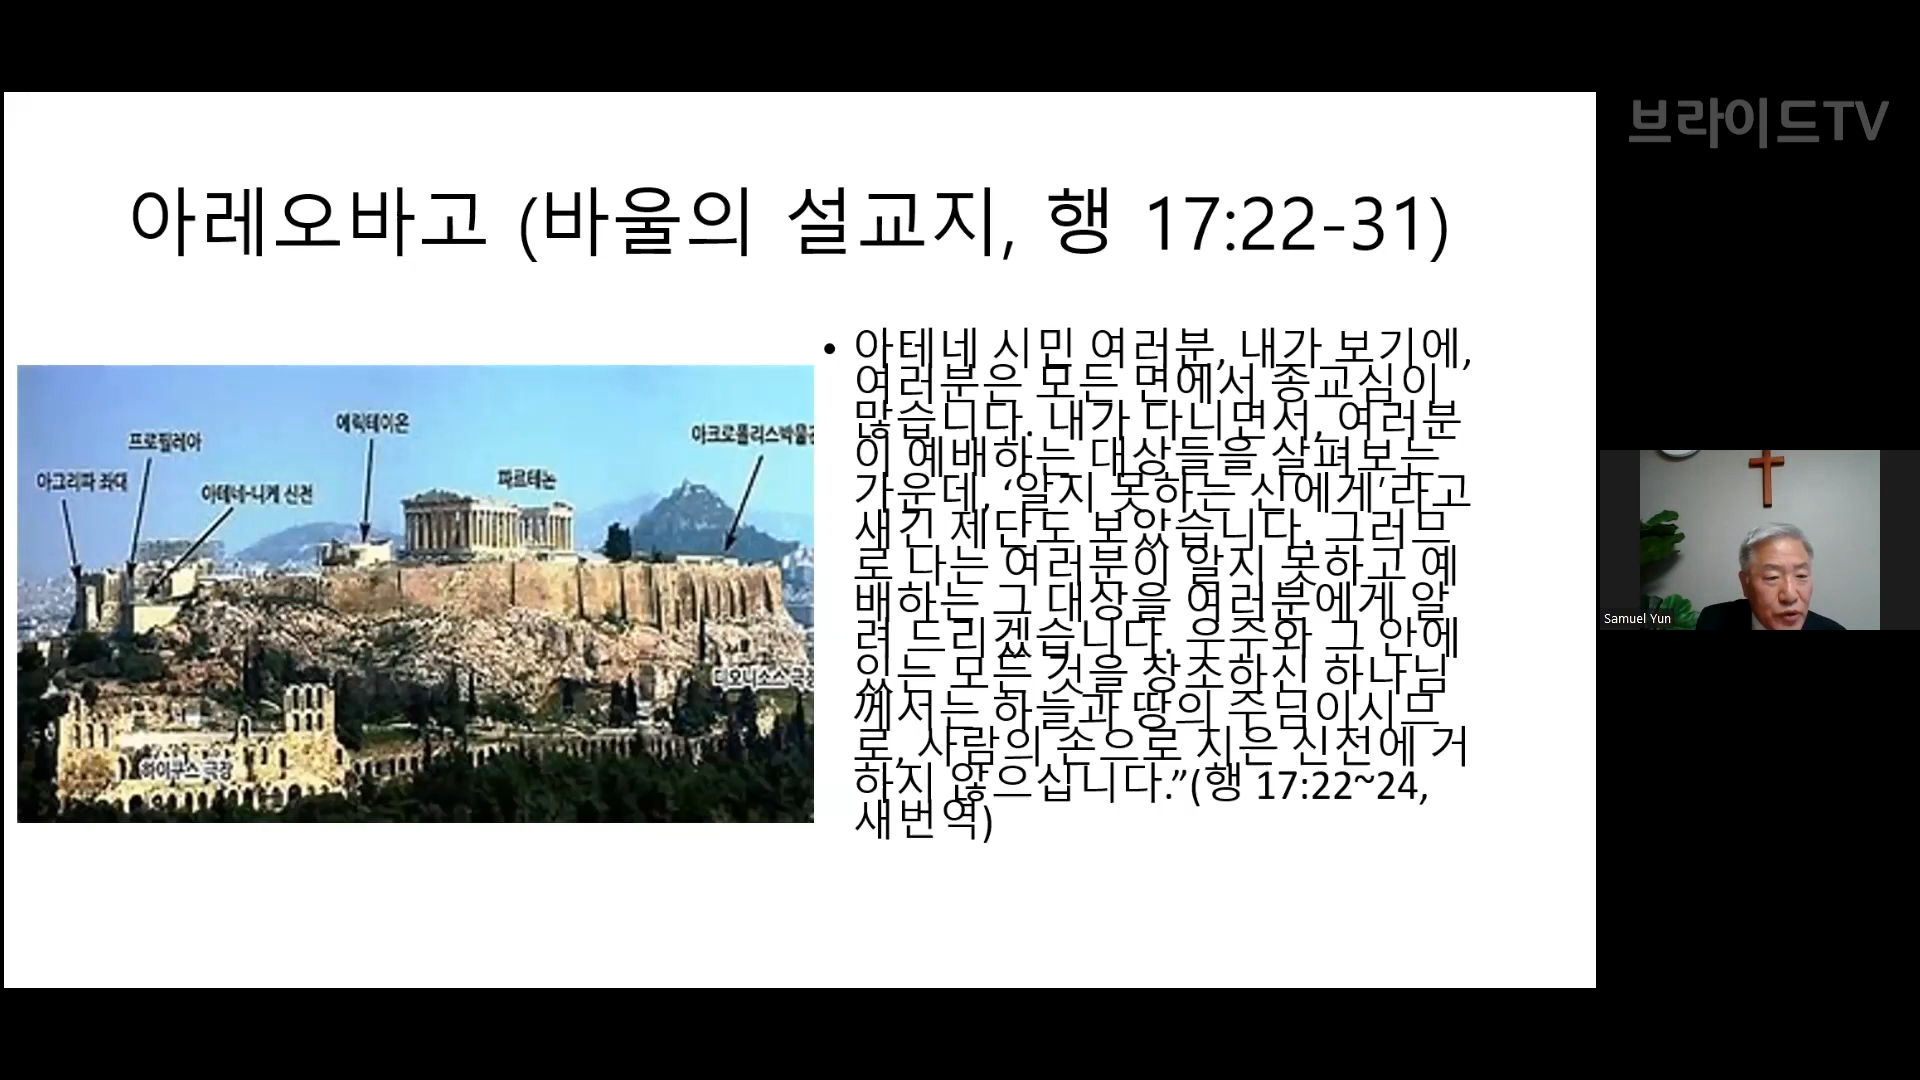 브라이드TV
아레오바고 (바울의 설교지, 행 17:22-31)
프로필레아
에릭테이온
아크로폴리스박물관
아그리파 좌대
아테네-니케 신전
파르테논
디오니소스 극장
하이쿠스 극장
• 아테네 시민 여러분, 내가 보기에,
여러분은 모든 면에서 종교심이
많습니다. 내가 다니면서, 여러분
이 예배하는 대상들을 살펴보는
가운데, ‘알지 못하는 신에게’라고
새긴 제단도 보았습니다. 그러므
로 나는 여러분이 알지 못하고 예
배하는 그 대상을 여러분에게 알
려 드리겠습니다. 우주와 그 안에
있는 모든 것을 창조하신 하나님
께서는 하늘과 땅의 주님이시므
로, 사람의 손으로 지은 신전에 거
하지 않으십니다.”(행 17:22~24,
새번역)
Samuel Yun